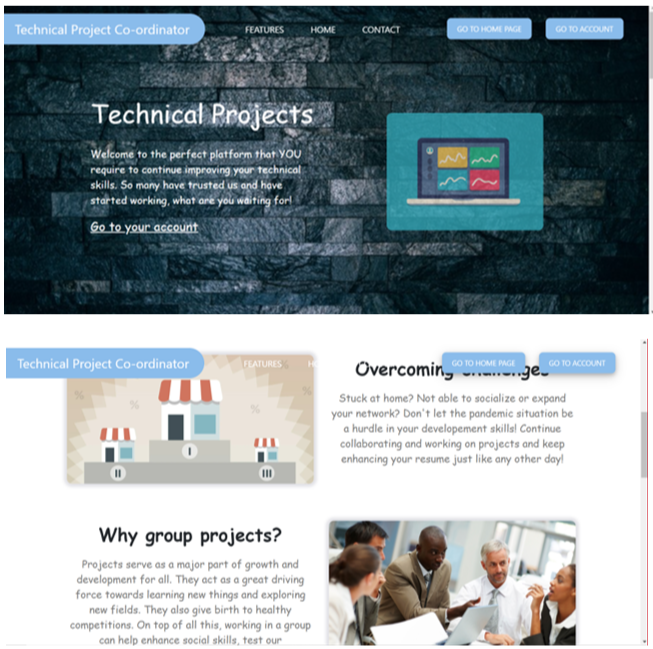 Technical Project Co-ordinator
FEATURES HOME CONTACT
GO TO HOME PAGE GO TO ACCOUNT
Technical Projects
Welcome to the perfect platform that YOU
require to continue improving your technical
skills. So many have trusted us and have
started working, what are you waiting for!
Go to your account
Technical Project Co-ordinator
FEATURES
GO TO HOME PAGE GO TO ACCOUNT
I
II
III
Overcoming challenges
Stuck at home? Not able to socialize or expand
your network? Don't let the pandemic situation be
a hurdle in your developement skills! Continue
collaborating and working on projects and keep
enhancing your resume just like any other day!
Why group projects?
Projects serve as a major part of growth and
development for all. They act as a great driving
force towards learning new things and exploring
new fields. They also give birth to healthy
competitions. On top of all this, working in a group
can help enhance social skills, test our